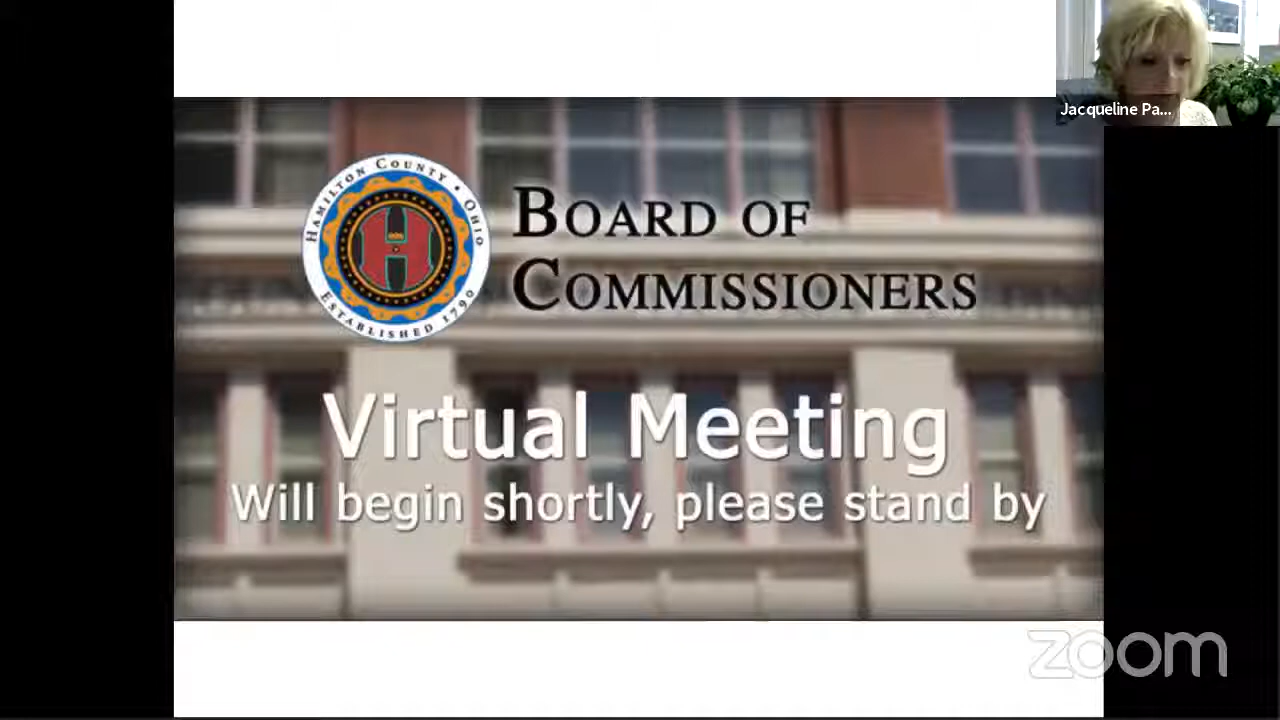 Jacqueline Pa...
HAMILTON COUNTY • OHIO
ESTABLISHED 1790
H
BOARD OF
COMMISSIONERS
Virtual Meeting
Will begin shortly, please stand by
zoom